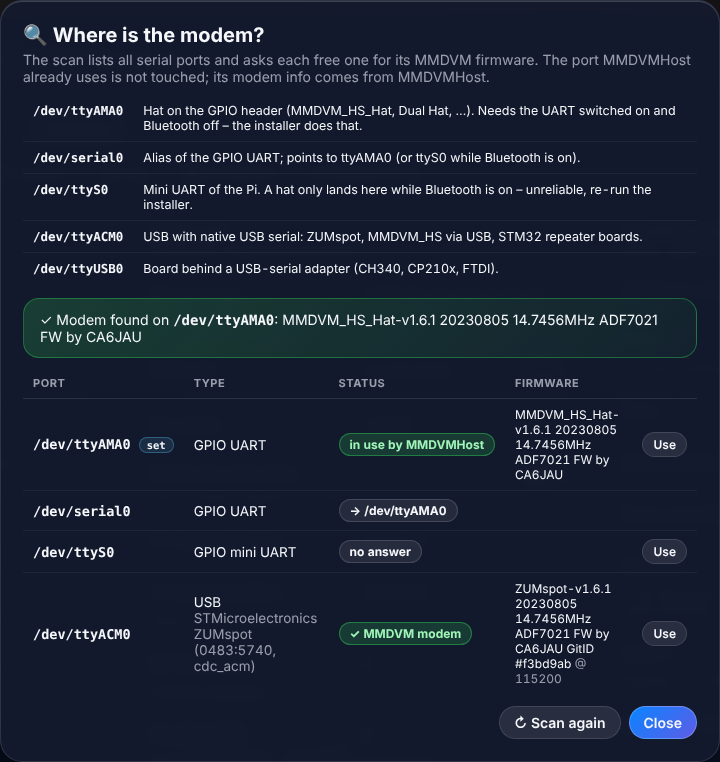 🔍 Where is the modem?
The scan lists all serial ports and asks each free one for its MMDVM firmware. The port MMDVMHost
already uses is not touched; its modem info comes from MMDVMHost.
/dev/ttyAMA0 Hat on the GPIO header (MMDVM_HS_Hat, Dual Hat, ...). Needs the UART switched on and
Bluetooth off – the installer does that.
/dev/serial0 Alias of the GPIO UART; points to ttyAMA0 (or ttyS0 while Bluetooth is on).
/dev/ttyS0 Mini UART of the Pi. A hat only lands here while Bluetooth is on – unreliable, re-run the
installer.
/dev/ttyACM0 USB with native USB serial: ZUMspot, MMDVM_HS via USB, STM32 repeater boards.
/dev/ttyUSB0 Board behind a USB-serial adapter (CH340, CP210x, FTDI).
✓ Modem found on /dev/ttyAMA0: MMDVM_HS_Hat-v1.6.1 20230805 14.7456MHz ADF7021
FW by CA6JAU
PORT TYPE STATUS FIRMWARE
/dev/ttyAMA0 set GPIO UART in use by MMDVMHost MMDVM_HS_Hat-
v1.6.1 20230805
14.7456MHz
ADF7021 FW by
CA6JAU
Use
/dev/serial0 GPIO UART → /dev/ttyAMA0
/dev/ttyS0 GPIO mini UART no answer Use
/dev/ttyACM0
USB
STMicroelectronics
ZUMspot
(0483:5740,
cdc_acm)
✓ MMDVM modem
ZUMspot-v1.6.1
20230805
14.7456MHz
ADF7021 FW by
CA6JAU GitID
#f3bd9ab @
115200
Use
↻ Scan again Close